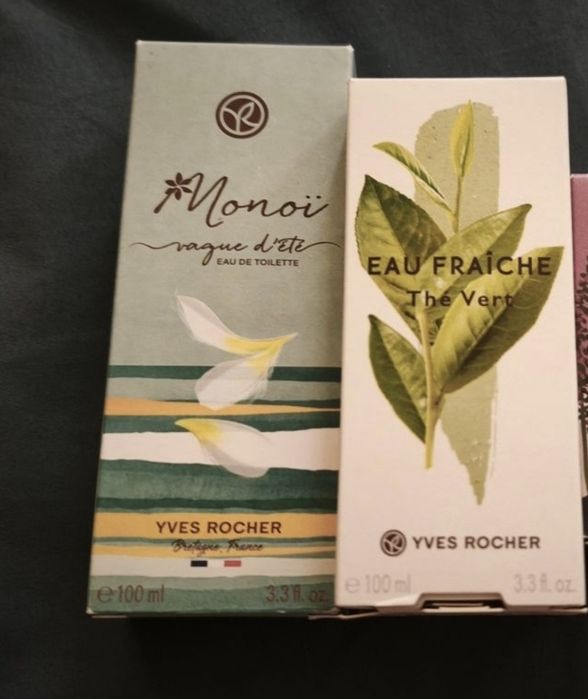 Monoï
vague d'été
EAU DE TOILETTE
YVES ROCHER
Bretagne, France
e 100 ml 3.3 fl. oz.
EAU FRAÎCHE
Thé Vert
YVES ROCHER
e 100 ml 3.3 fl. oz.